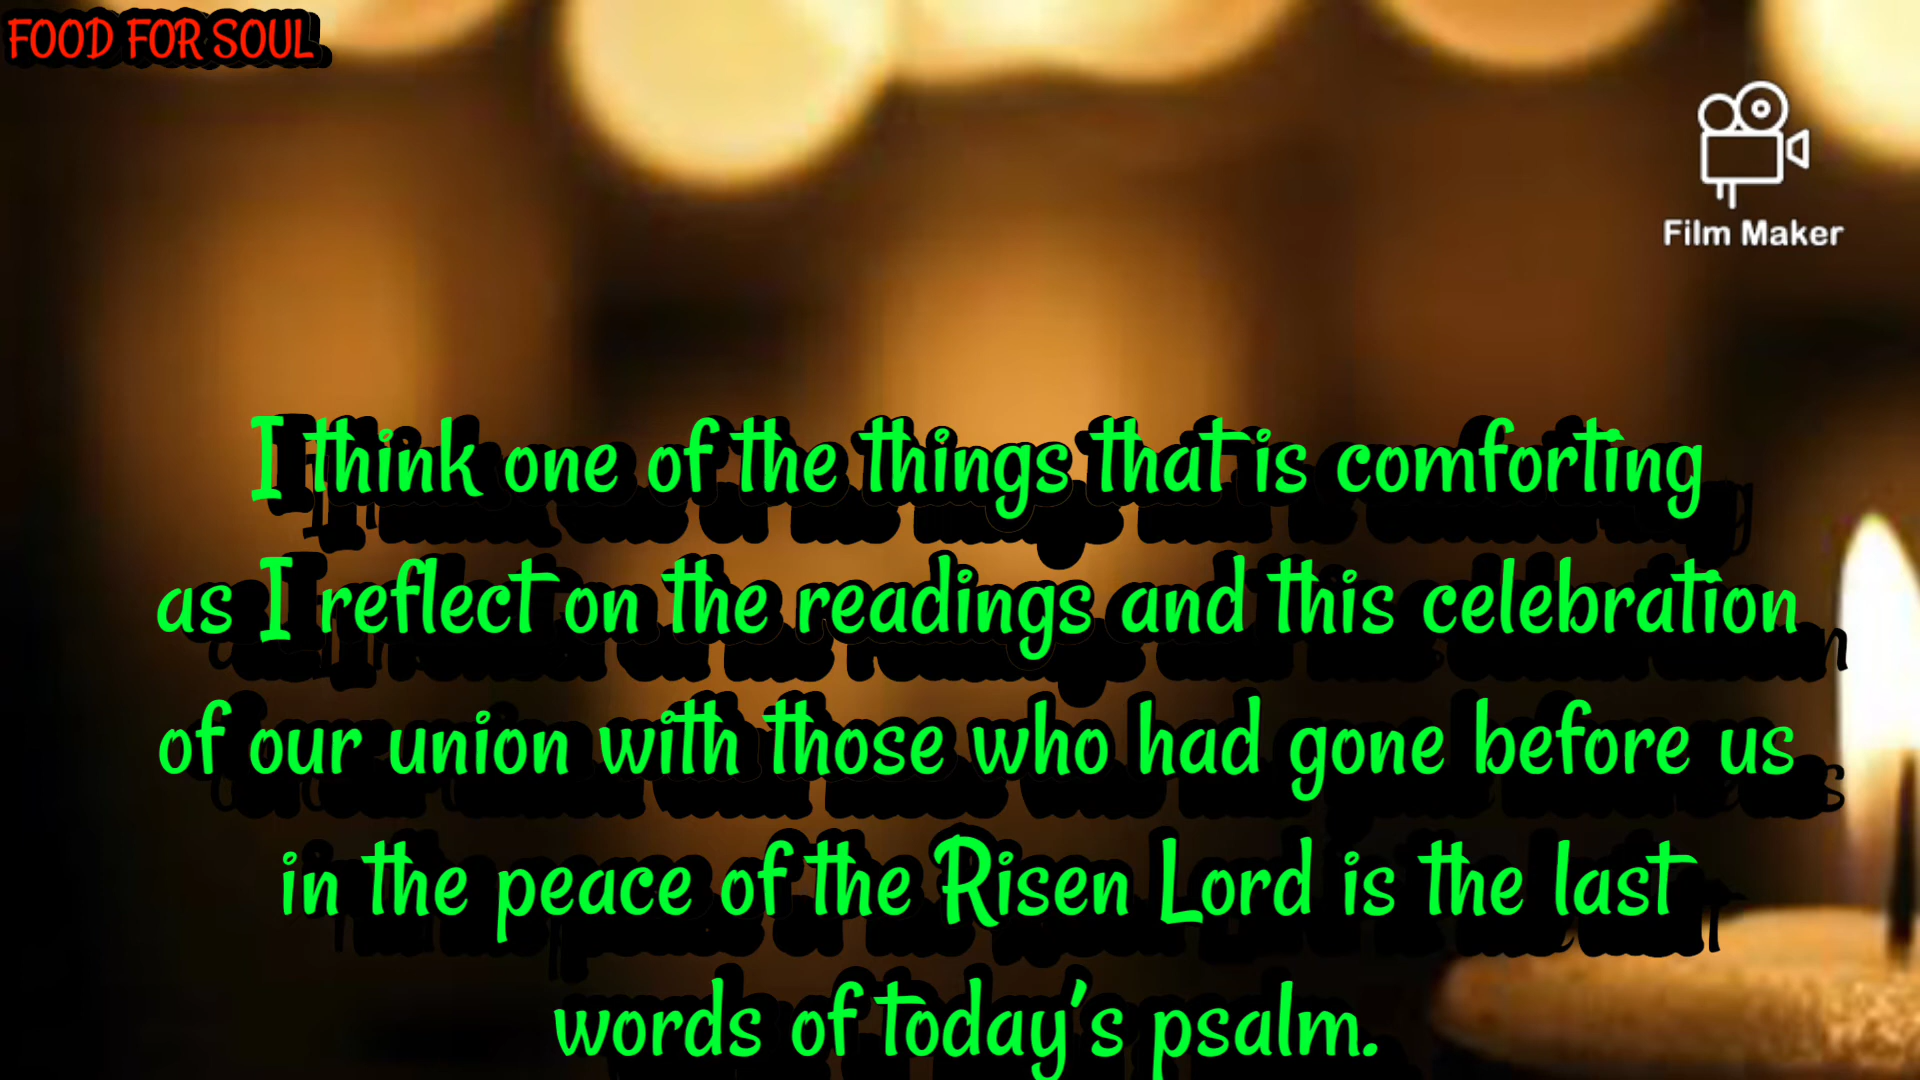 FOOD FOR SOUL
Film Maker
I think one of the things that is comforting
as I reflect on the readings and this celebration
of our union with those who had gone before us
in the peace of the Risen Lord is the last
words of today's psalm.